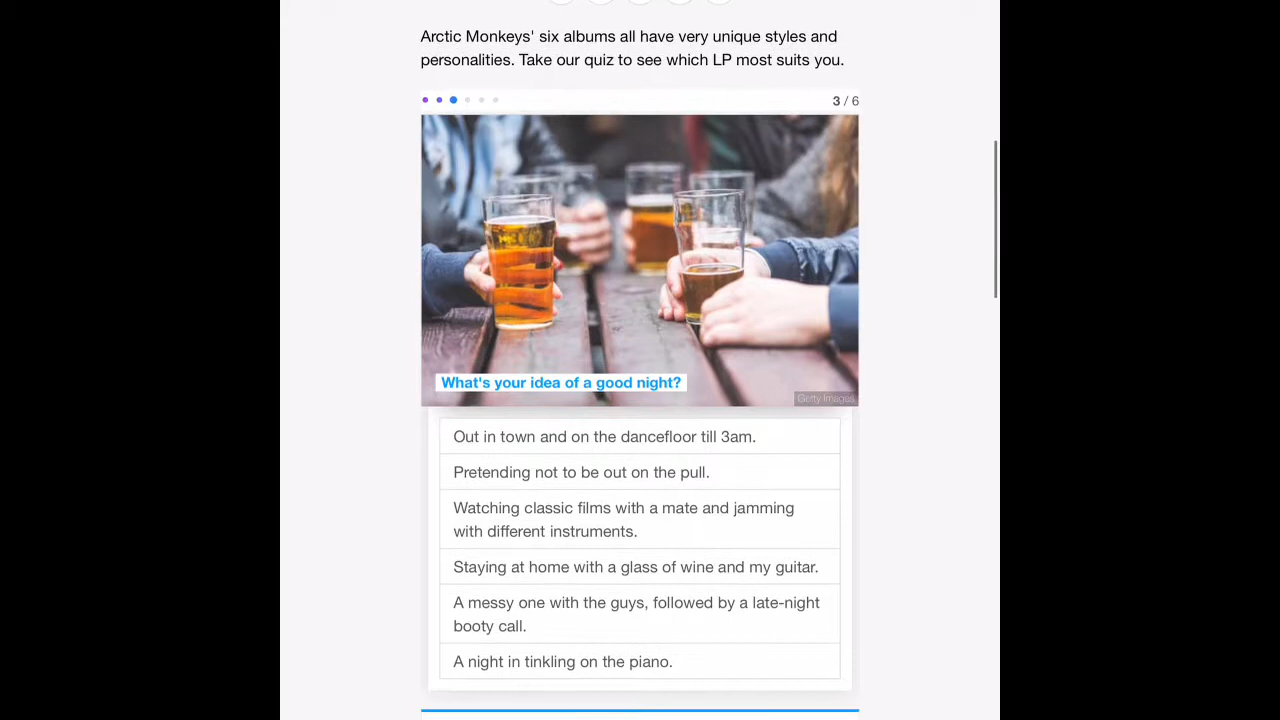 Arctic Monkeys' six albums all have very unique styles and
personalities. Take our quiz to see which LP most suits you.
3 / 6
What's your idea of a good night?
Getty Images
Out in town and on the dancefloor till 3am.
Pretending not to be out on the pull.
Watching classic films with a mate and jamming
with different instruments.
Staying at home with a glass of wine and my guitar.
A messy one with the guys, followed by a late-night
booty call.
A night in tinkling on the piano.